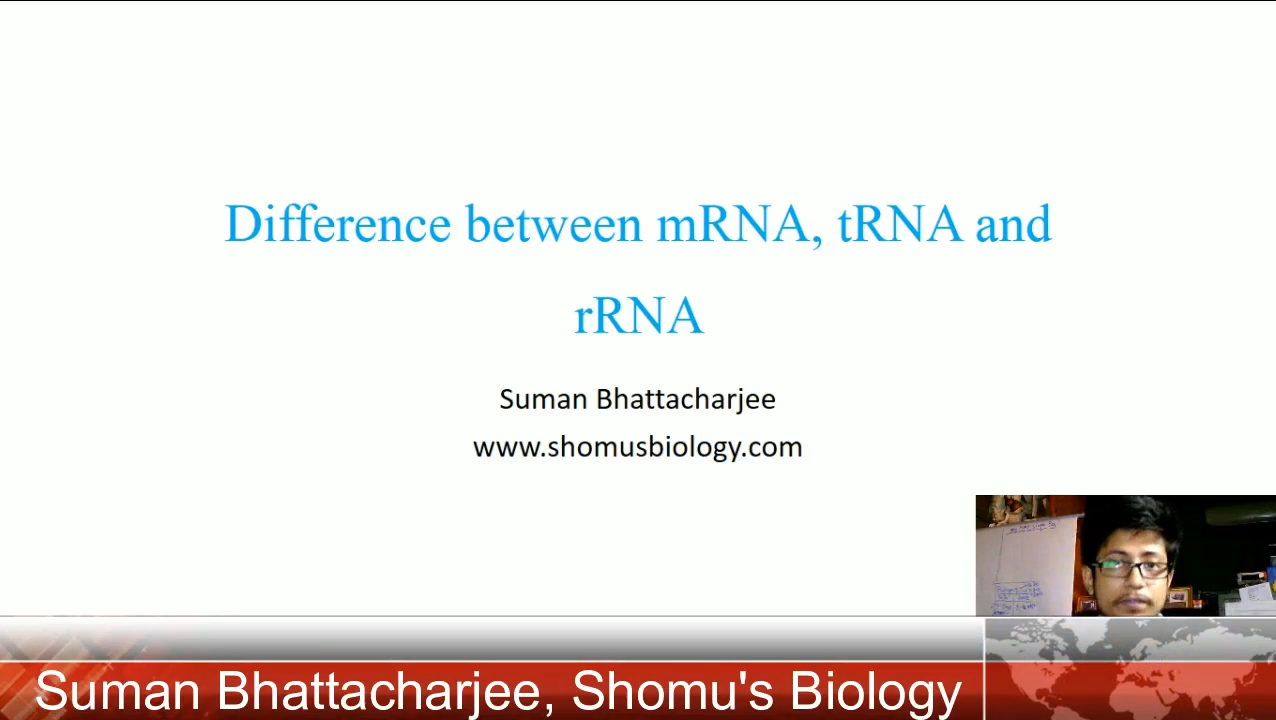 Difference between mRNA, tRNA and
rRNA
Suman Bhattacharjee
www.shomusbiology.com
Suman Bhattacharjee, Shomu's Biology